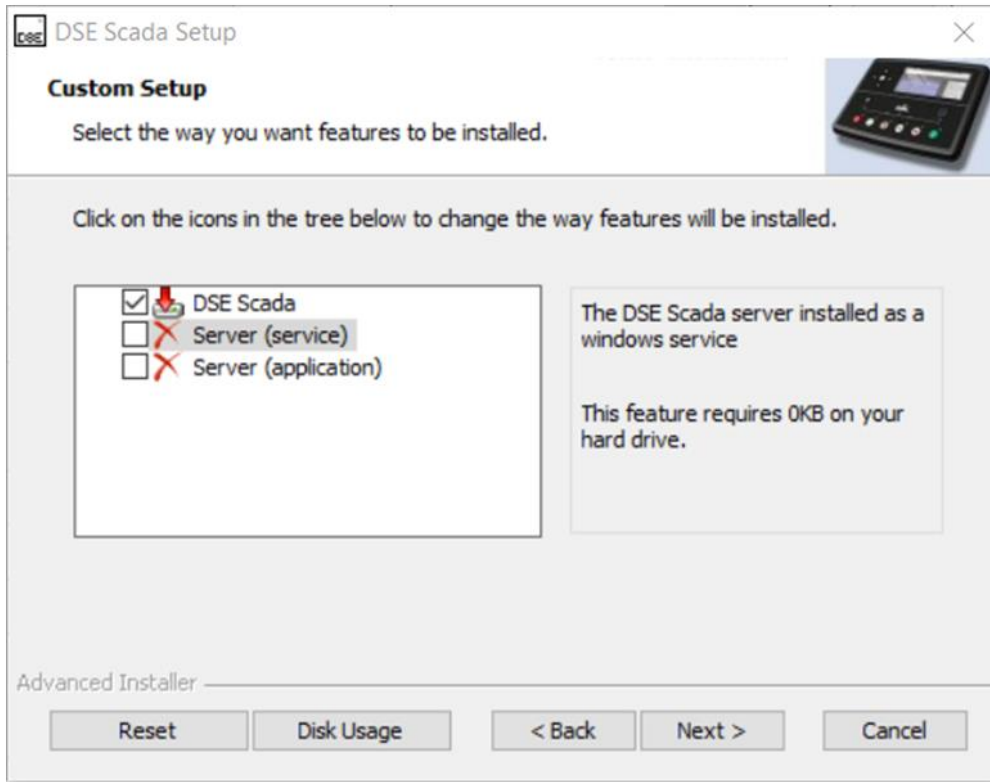 DSE DSE Scada Setup
Custom Setup
Select the way you want features to be installed.
Click on the icons in the tree below to change the way features will be installed.
DSE Scada
Server (service)
Server (application)
The DSE Scada server installed as a
windows service
This feature requires 0KB on your
hard drive.
Advanced Installer
Reset
Disk Usage
< Back
Next >
Cancel